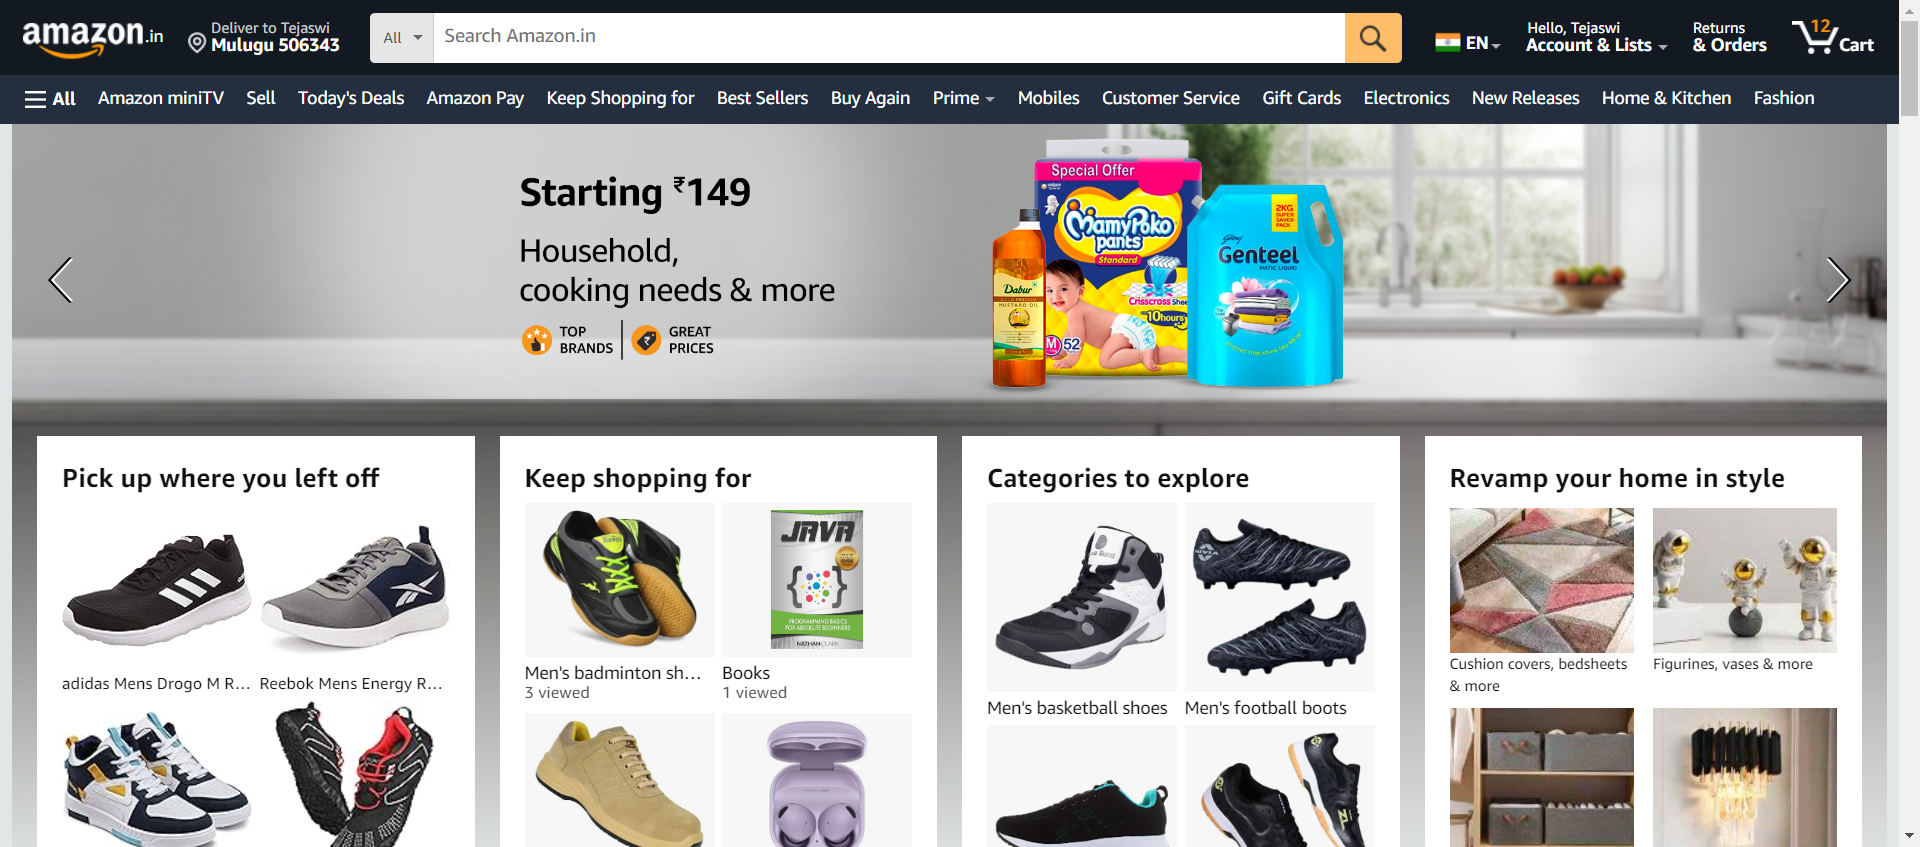 amazon.in
Deliver to Tejaswi
Mulugu 506343
All
Search Amazon.in
EN
Hello, Tejaswi
Account & Lists
Returns
& Orders
12
Cart
All
Amazon miniTV
Sell
Today's Deals
Amazon Pay
Keep Shopping for
Best Sellers
Buy Again
Prime
Mobiles
Customer Service
Gift Cards
Electronics
New Releases
Home & Kitchen
Fashion
Starting ₹149
Household,
cooking needs & more
TOP
BRANDS
GREAT
PRICES
Special Offer
MamyPoko
pants
Standard
Crisscross
10hours
M 52
Dabur
MUSTARD OIL
2KG
SUPER
SAVER
PACK
Godrej
Genteel
MATIC LIQUID
Pick up where you left off
adidas Mens Drogo M R...
Reebok Mens Energy R...
Keep shopping for
JAVA
PROGRAMMING BASICS
FOR ABSOLUTE BEGINNERS
NATHAN CLARK
Men's badminton sh...
3 viewed
Books
1 viewed
Categories to explore
NIVIA
Men's basketball shoes
Men's football boots
Revamp your home in style
Cushion covers, bedsheets
& more
Figurines, vases & more